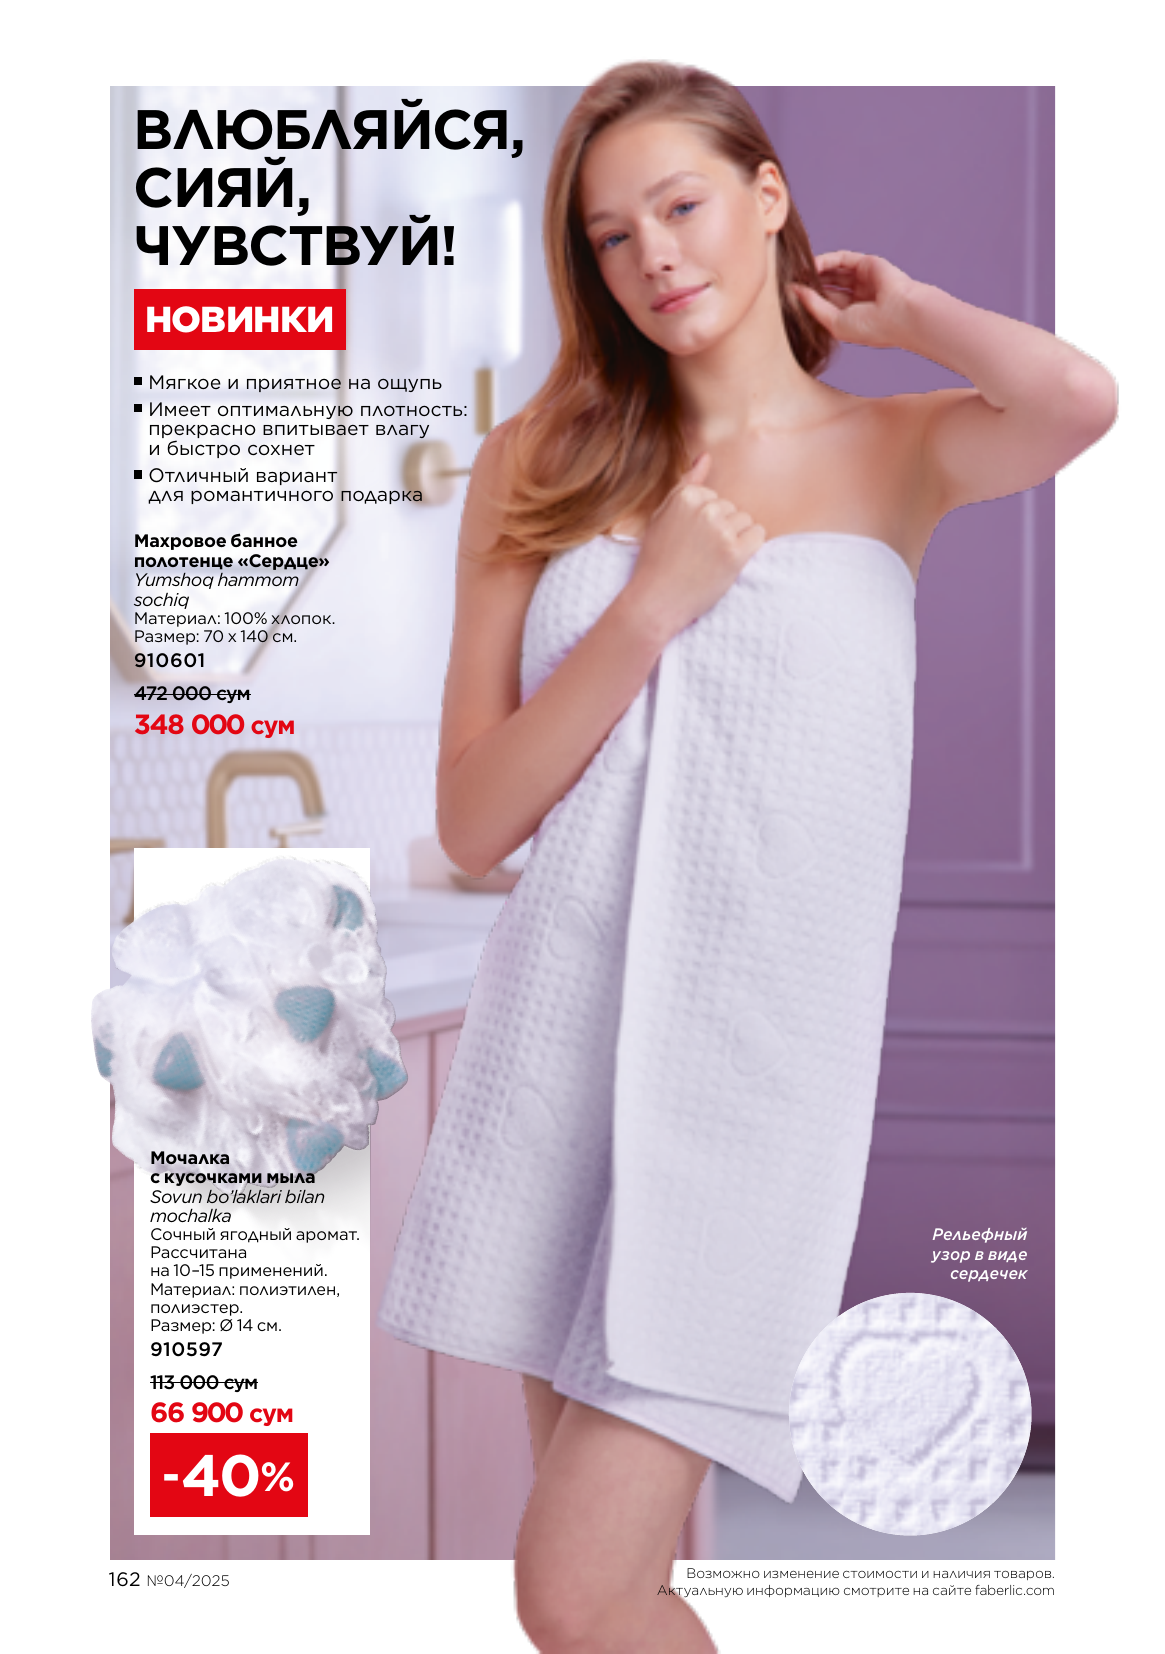 ВЛЮБЛЯЙСЯ,
СИЯЙ,
ЧУВСТВУЙ!
НОВИНКИ
▪ Мягкое и приятное на ощупь
▪ Имеет оптимальную плотность:
прекрасно впитывает влагу
и быстро сохнет
▪ Отличный вариант
для романтичного подарка
Махровое банное
полотенце «Сердце»
Yumshoq hammom
sochiq
Материал: 100% хлопок.
Размер: 70 х 140 см.
910601
472 000 сум
348 000 сум
Мочалка
с кусочками мыла
Sovun bo’laklari bilan
mochalka
Сочный ягодный аромат.
Рассчитана
на 10–15 применений.
Материал: полиэтилен,
полиэстер.
Размер: Ø 14 см.
910597
113 000 сум
66 900 сум
-40%
Рельефный
узор в виде
сердечек
162 №04/2025
Возможно изменение стоимости и наличия товаров.
Актуальную информацию смотрите на сайте faberlic.com